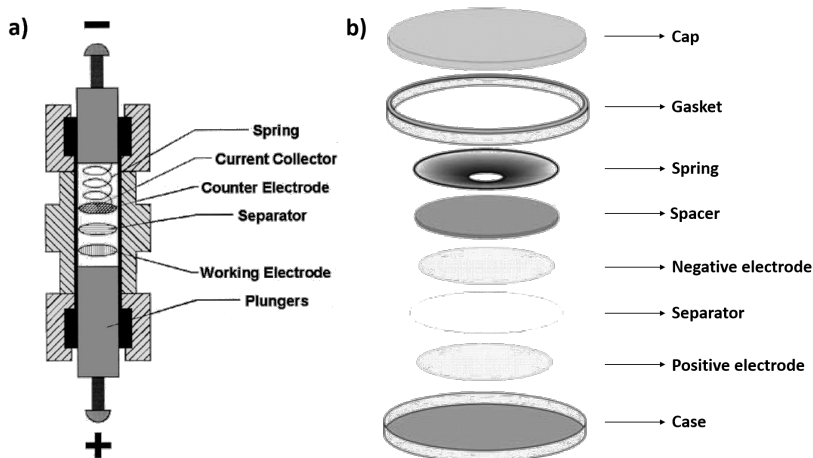 a)
−
Spring
Current Collector
Counter Electrode
Separator
Working Electrode
Plungers
+
b)
Cap
Gasket
Spring
Spacer
Negative electrode
Separator
Positive electrode
Case